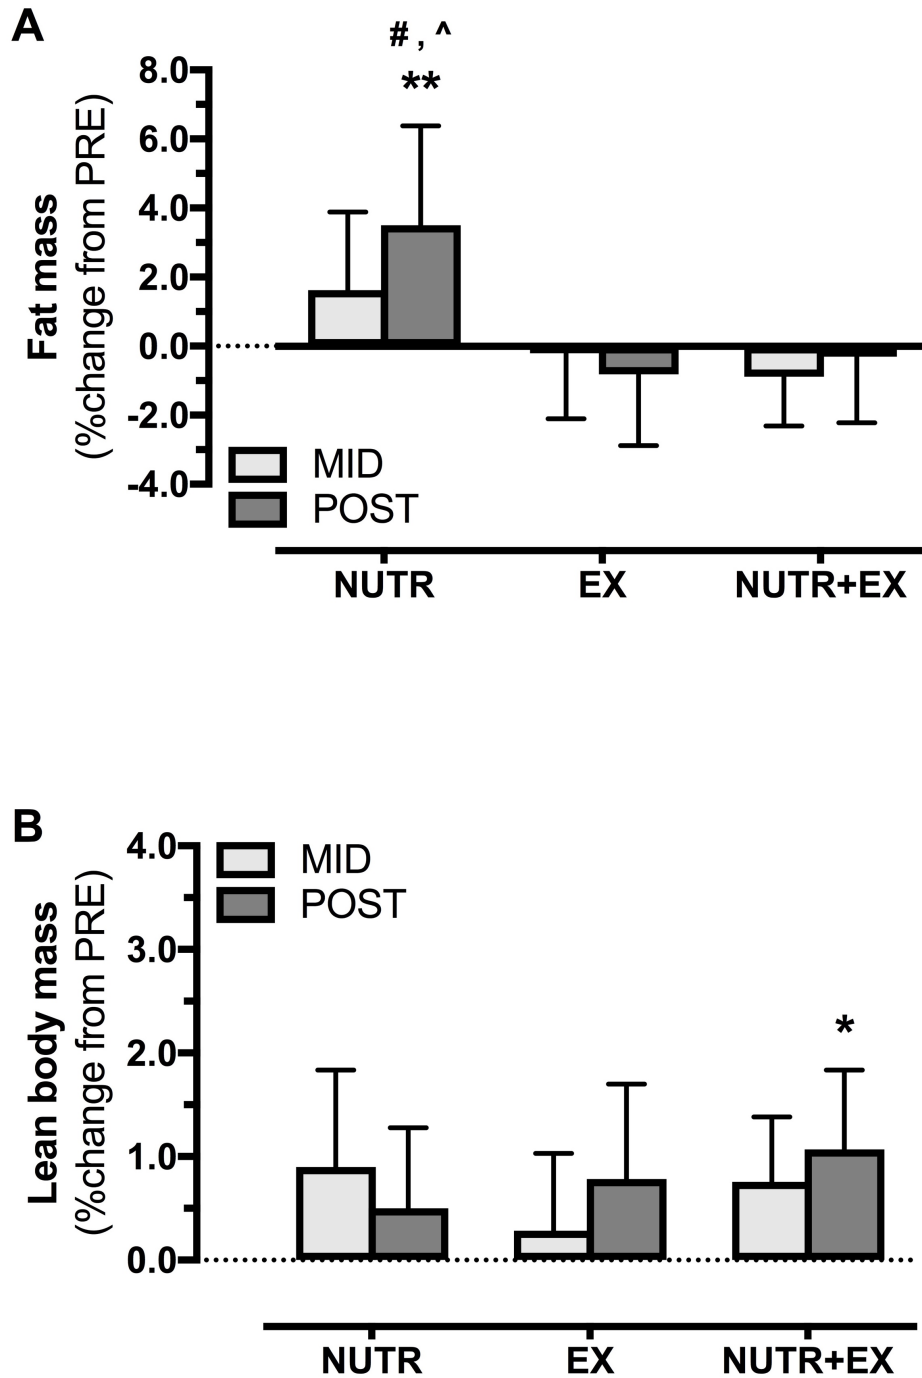 A
# , ^
**
8.0
6.0
4.0
2.0
0.0
-2.0
-4.0
Fat mass
(%change from PRE)
MID
POST
NUTR EX NUTR+EX
B
4.0
3.0
2.0
1.0
0.0
Lean body mass
(%change from PRE)
MID
POST
*
NUTR EX NUTR+EX